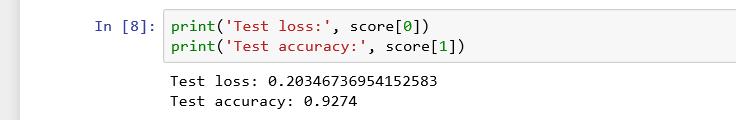 In [8]: print('Test loss:', score[0])
print('Test accuracy:', score[1])
Test loss: 0.20346736954152583
Test accuracy: 0.9274